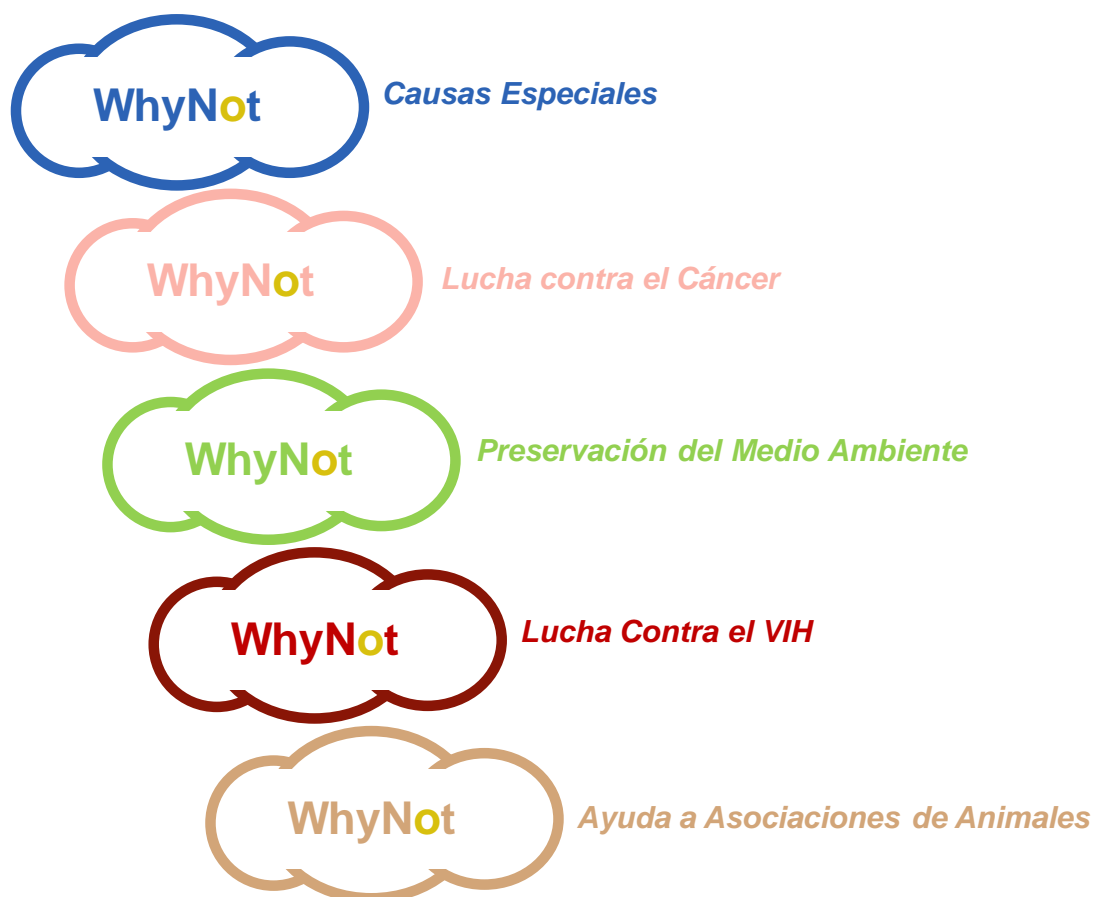 WhyNot
Causas Especiales
WhyNot
Lucha contra el Cáncer
WhyNot
Preservación del Medio Ambiente
WhyNot
Lucha Contra el VIH
WhyNot
Ayuda a Asociaciones de Animales